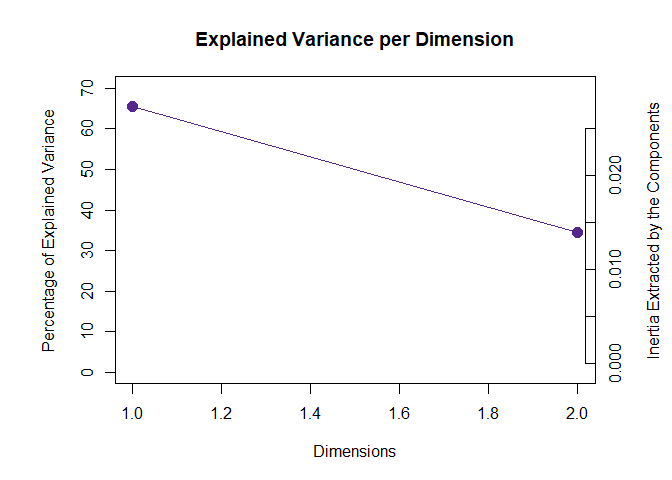 Explained Variance per Dimension
Percentage of Explained Variance
70
60
50
40
30
20
10
0
1.0 1.2 1.4 1.6 1.8 2.0
Dimensions
0.020
0.010
0.000
Inertia Extracted by the Components